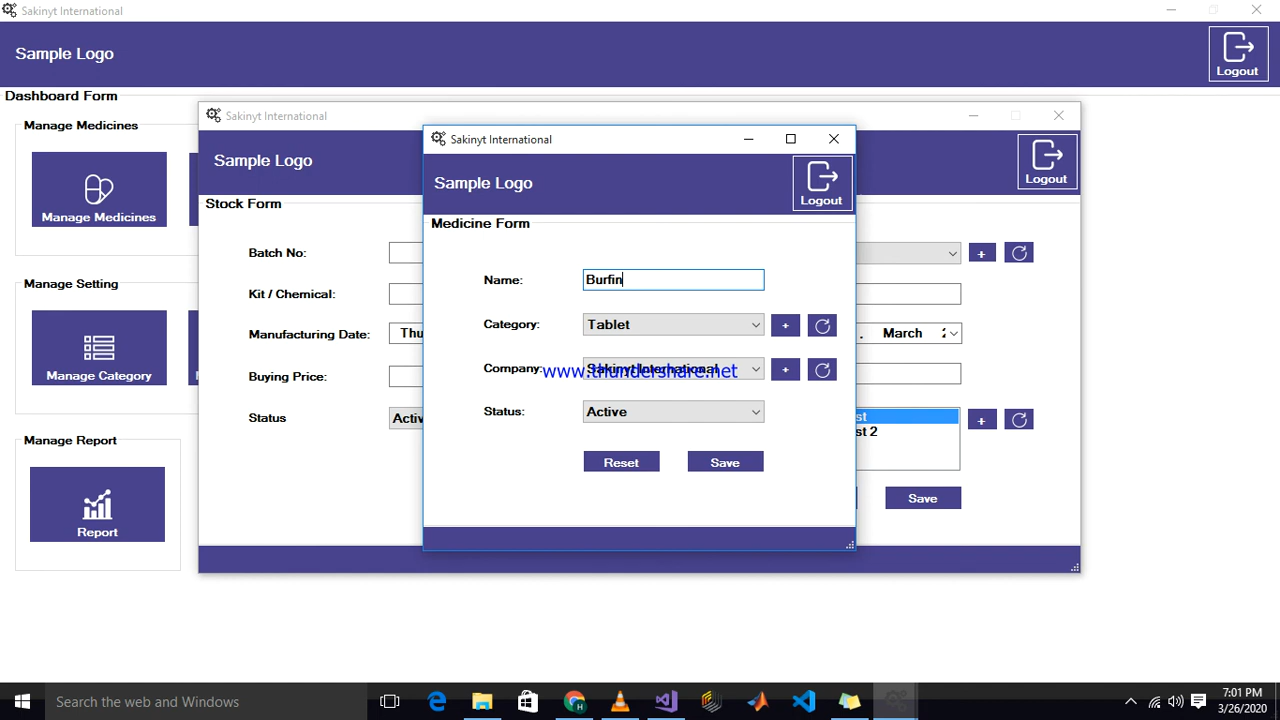 Sakinyt International
Sample Logo
Logout
Dashboard Form
Manage Medicines
Manage Medicines
Manage Setting
Manage Category
Manage Report
Report
Sakinyt International
Sample Logo
Logout
Stock Form
Batch No:
+
Kit / Chemical:
Manufacturing Date:
Thu
. March
Buying Price:
Status
Activ
st
st 2
+
Save
Sakinyt International
Sample Logo
Logout
Medicine Form
Name:
Burfin
Category:
Tablet
+
Company:
Sakinyt International
+
www.thundershare.net
Status:
Active
Reset
Save
Search the web and Windows
7:01 PM
3/26/2020